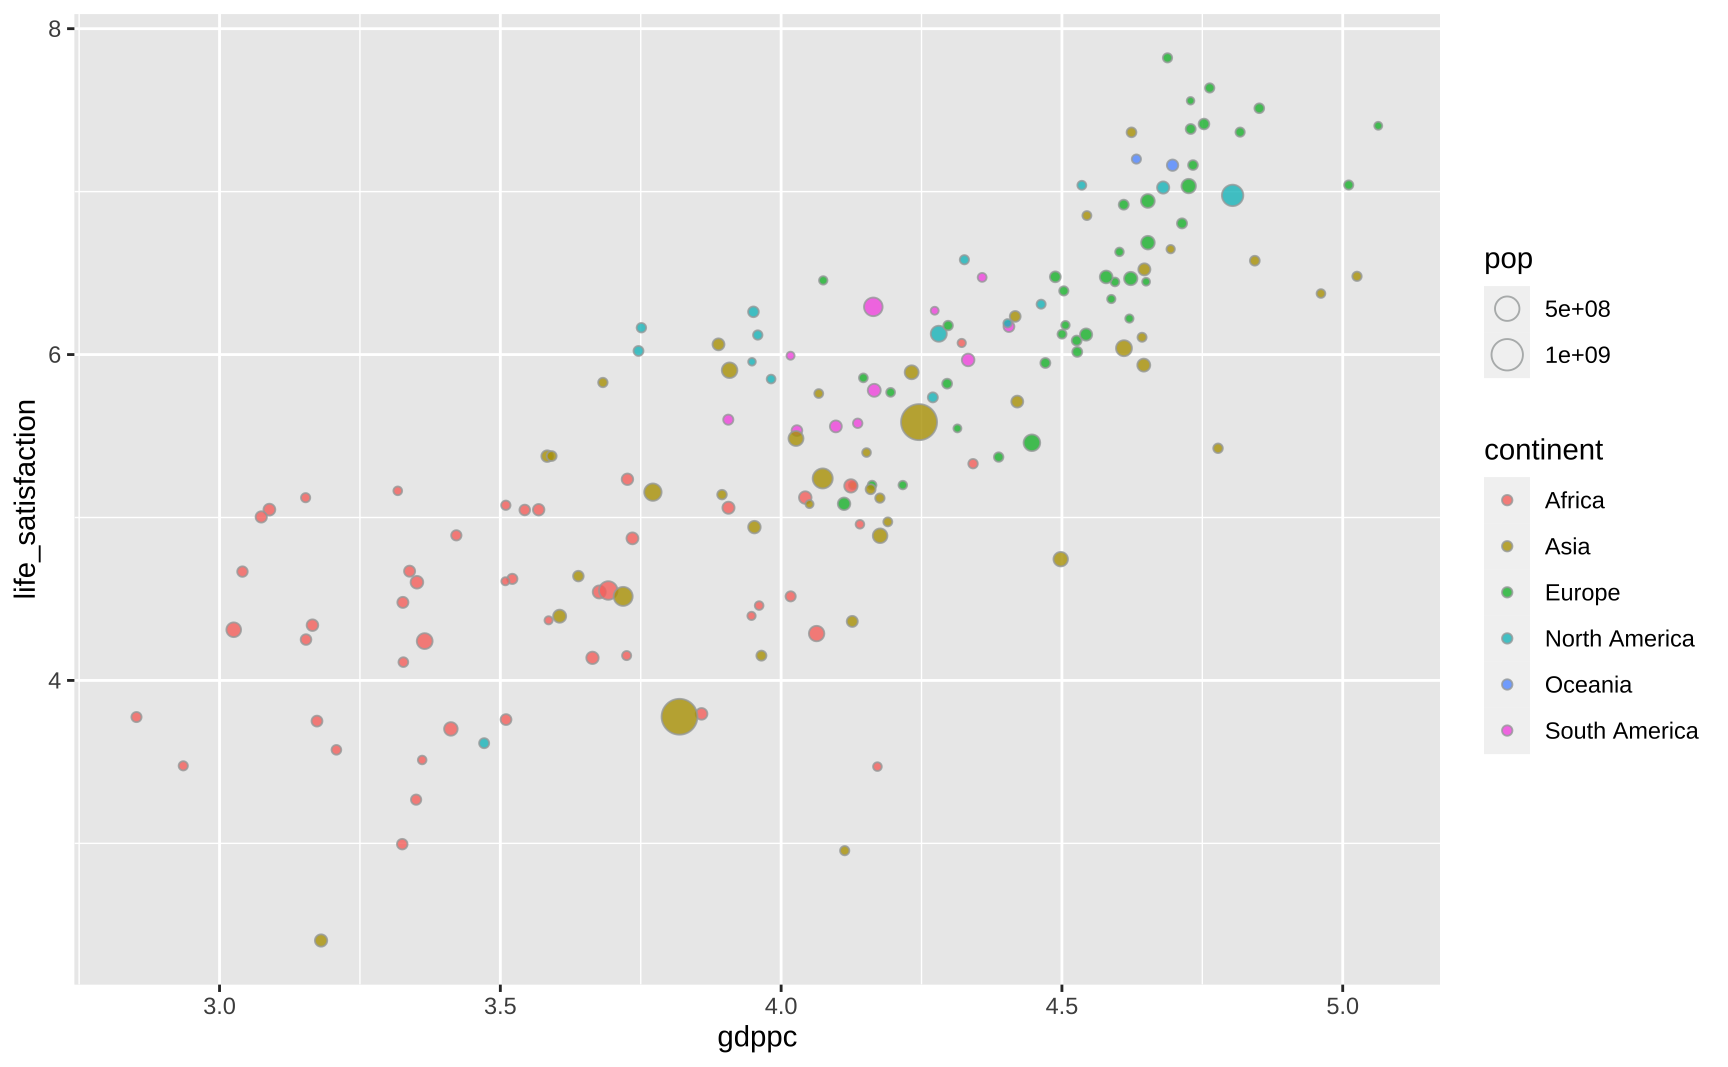 8
6
4
life_satisfaction
3.0 3.5 4.0 4.5 5.0
gdppc
pop
5e+08
1e+09
continent
Africa
Asia
Europe
North America
Oceania
South America